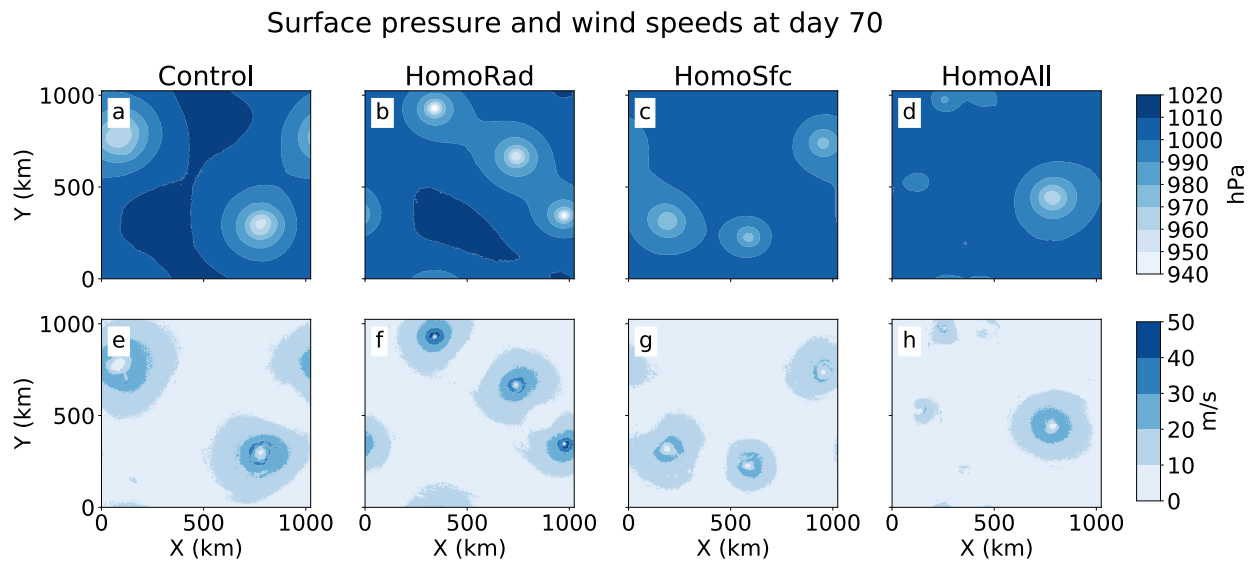 Surface pressure and wind speeds at day 70
Control HomoRad HomoSfc HomoAll
a b c d
1000
500
0
Y (km)
1020
1010
1000
990
980
970
960
950
940
hPa
e f g h
1000
500
0
Y (km)
50
40
30
20
10
0
m/s
0 500 1000 0 500 1000 0 500 1000 0 500 1000
X (km) X (km) X (km) X (km)